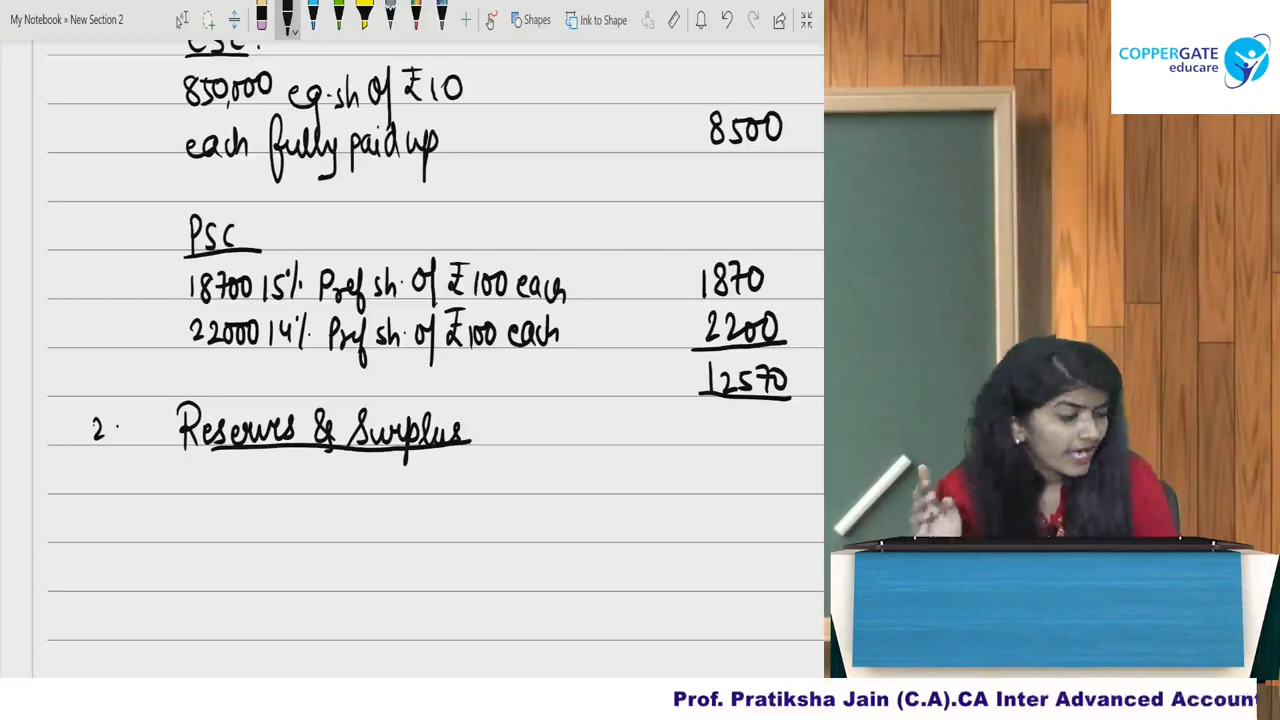 My Notebook » New Section 2
Shapes
Ink to Shape
COPPERGATE
educare
ESC:
850,000 eq.sh of ₹10
each fully paid up 8500
PSC
18700 15% Pref sh. of ₹100 each 1870
22000 14% Pref sh. of ₹100 each 2200
12570
2. Reservs & Surplus
Prof. Pratiksha Jain (C.A).CA Inter Advanced Account